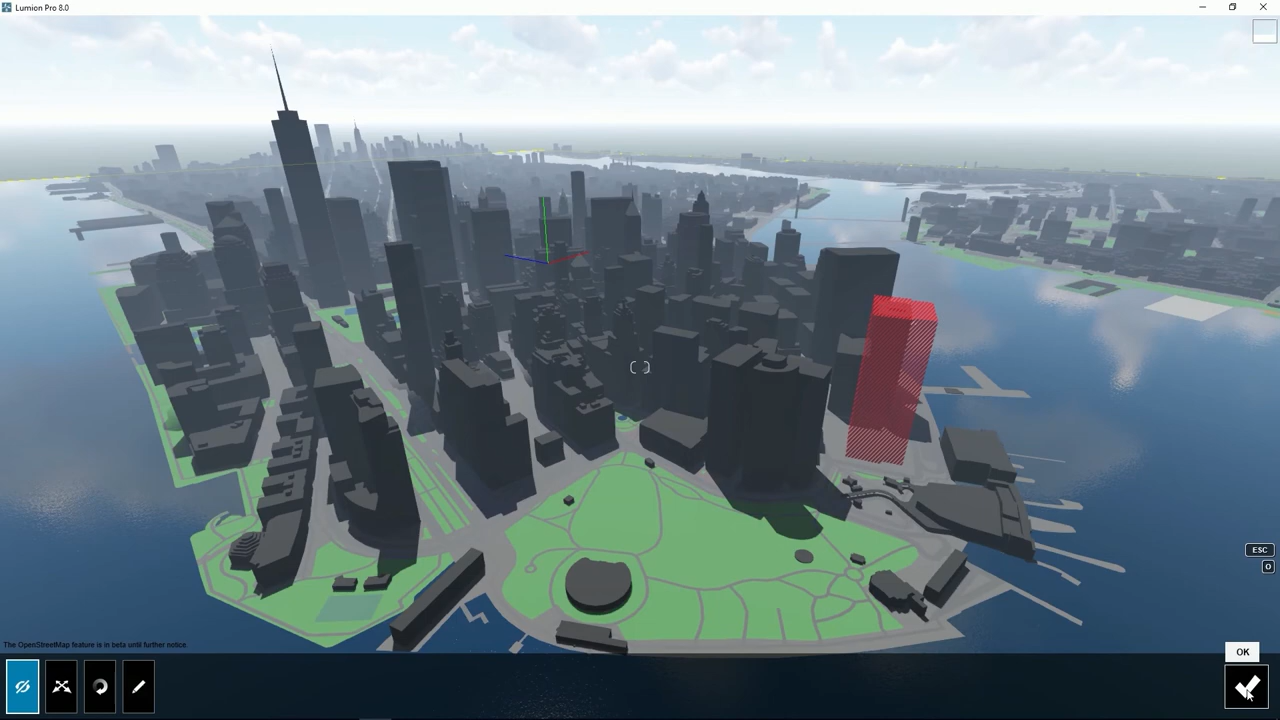 Lumion Pro 8.0
ESC
O
The OpenStreetMap feature is in beta until further notice.
OK